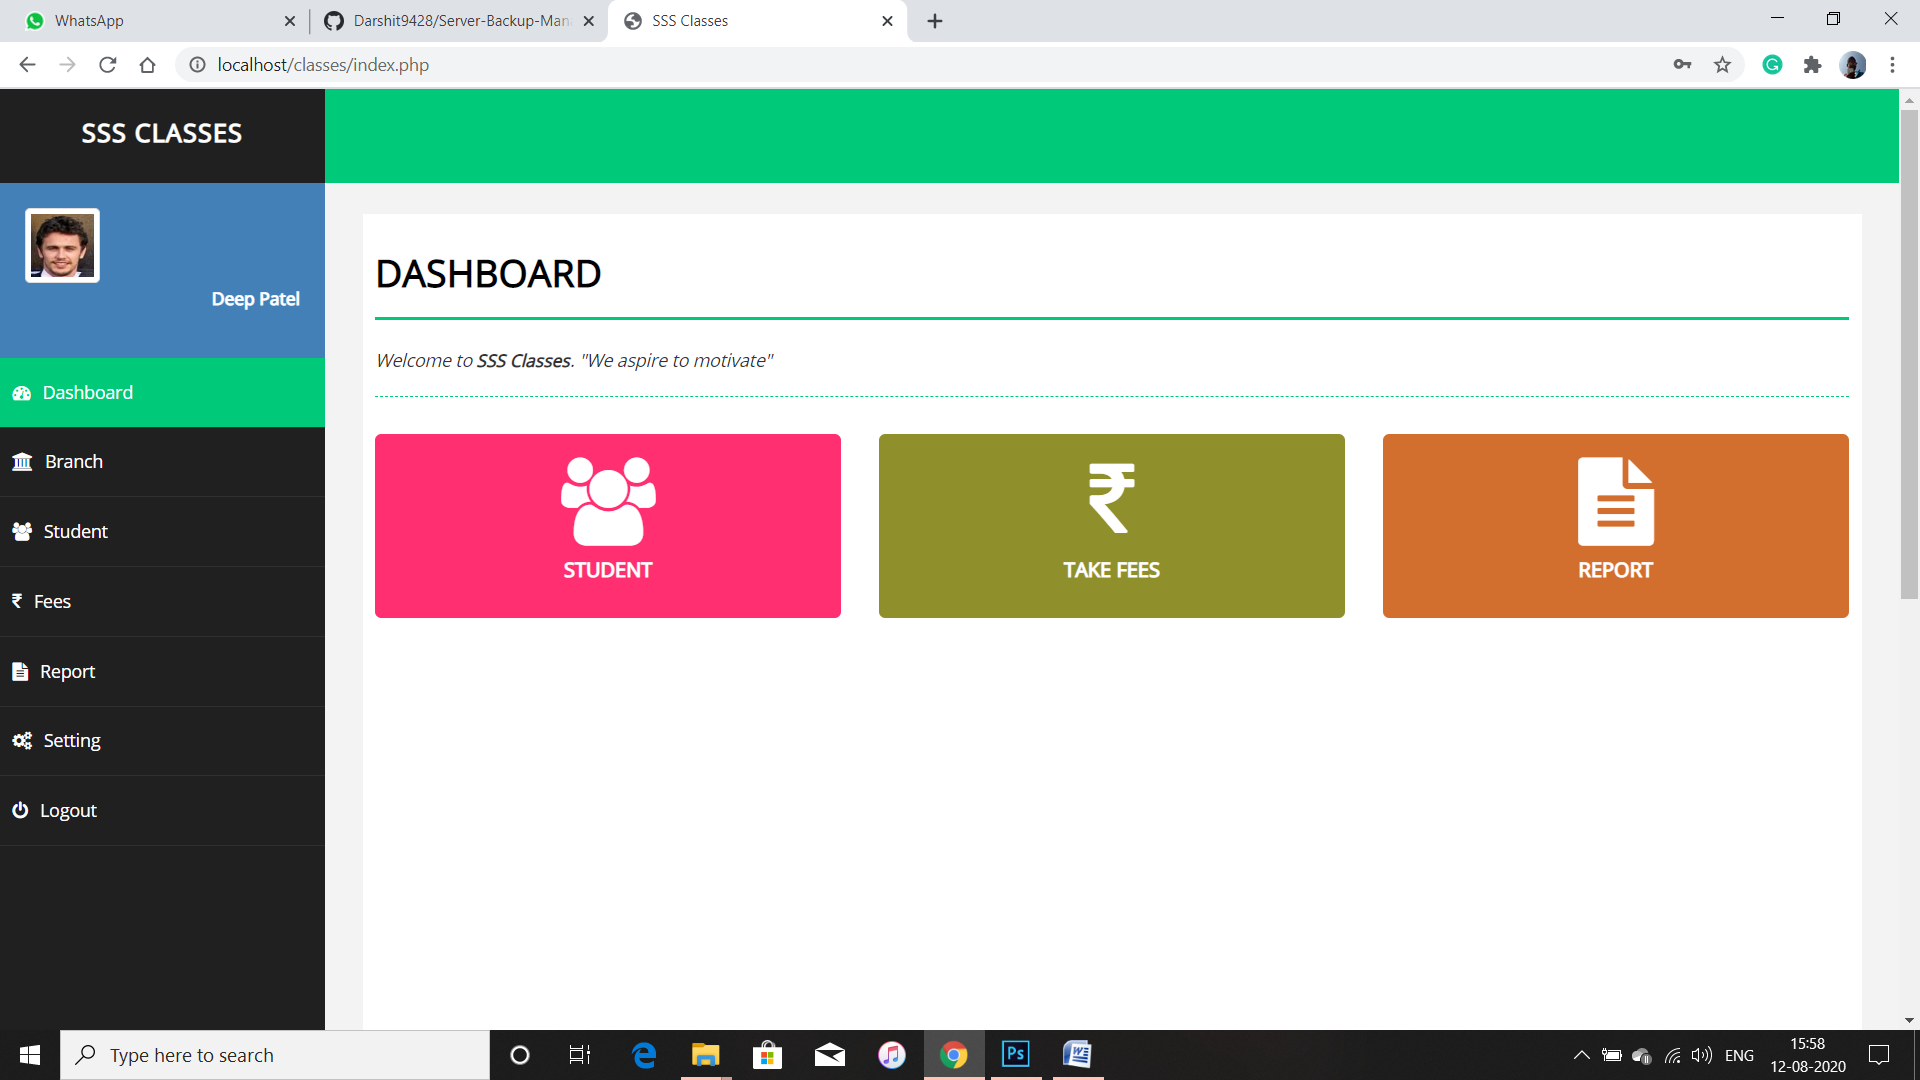 WhatsApp
Darshit9428/Server-Backup-Man
SSS Classes
localhost/classes/index.php
SSS CLASSES
Deep Patel
Dashboard
Branch
Student
₹ Fees
Report
Setting
Logout
DASHBOARD
Welcome to SSS Classes. "We aspire to motivate"
₹
STUDENT
TAKE FEES
REPORT
Type here to search
Ps
W
ENG
15:58
12-08-2020